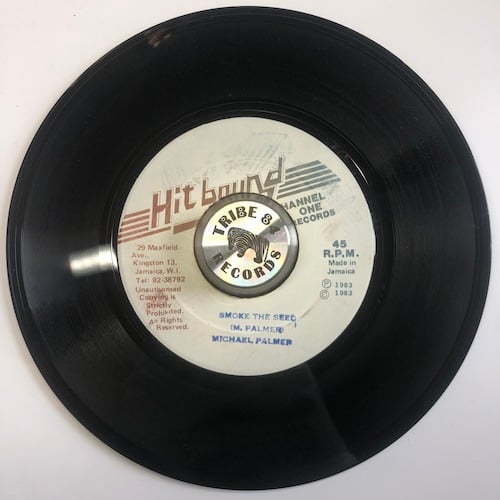 Hit bound
CHANNEL
ONE
RECORDS
TRIBE 84
RECORDS
29 Maxfield
Ave.,
Kingston 13,
Jamaica, W.I.
Tel: 92-38792
Unauthorised
Copying is
Strictly
Prohibited.
All Rights
Reserved.
45
R.P.M.
Made in
Jamaica
Ⓟ 1983
© 1983
SMOKE THE SEED
(M. PALMER)
MICHAEL PALMER